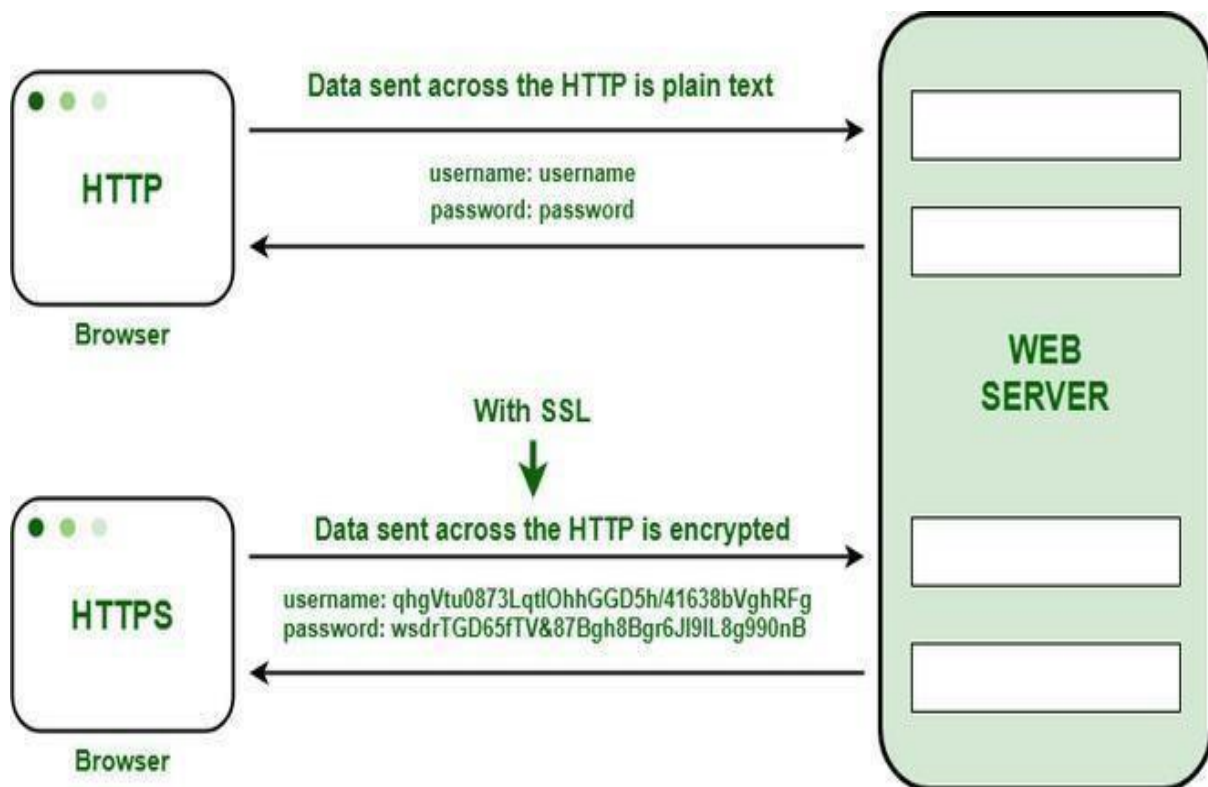 Data sent across the HTTP is plain text
HTTP
username: username
password: password
Browser
WEB
SERVER
With SSL
Data sent across the HTTP is encrypted
HTTPS
username: qhgVtu0873LqtlOhhGGD5h/41638bVghRFg
password: wsdrTGD65fTV&87Bgh8Bgr6Jl9lL8g990nB
Browser